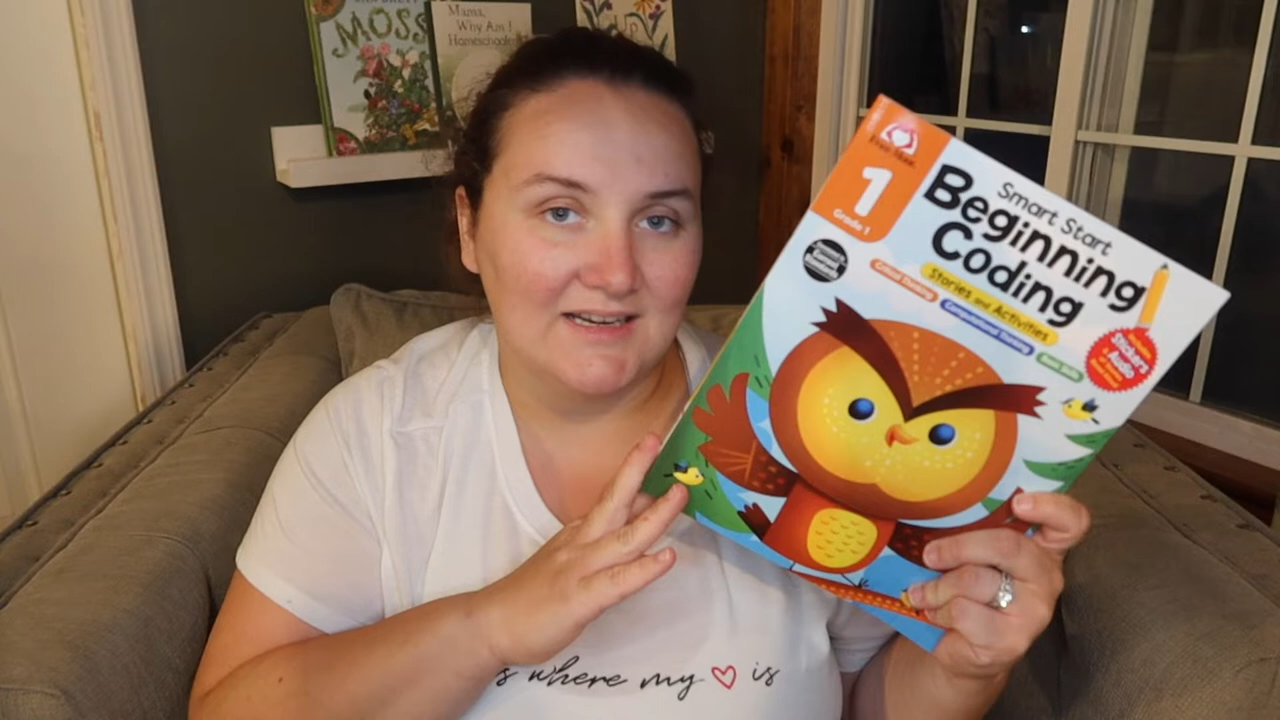 MOSS
Mama,
Why Am I
Homeschooled
Up
1
Grade 1
Smart Start
Beginning
Coding
Stories and Activities
Critical Thinking
Computational Thinking
Basic Skills
Stickers
Audio
s where my ♡ is